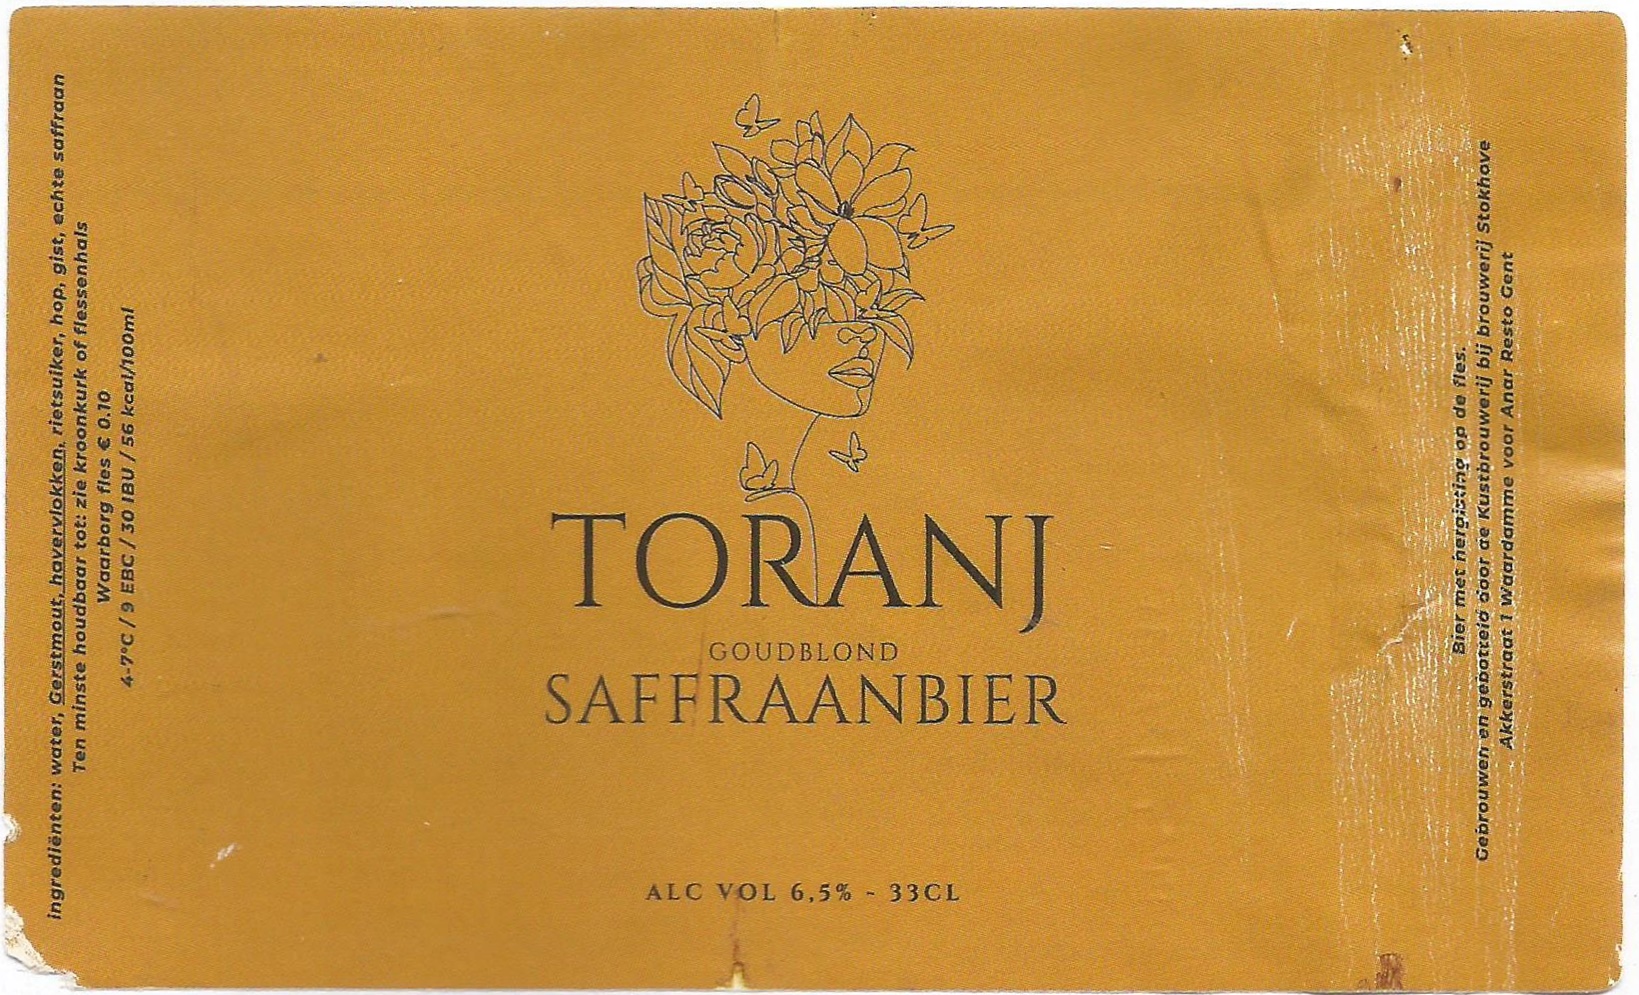 ingrediënten: water, Gerstmout, havervlokken, rietsuiker, hop, gist, echte saffraan
Ten minste houdbaar tot: zie kroonkurk of flessenhals
Waarborg fles € 0.10
4-7°C / 9 EBC / 30 IBU / 56 kcal/100ml
TORANJ
GOUDBLOND
SAFFRAANBIER
ALC VOL 6,5% - 33CL
Bier met hergisting op de fles.
Gebrouwen en gebotteld door de Kustbrouwerij bij brouwerij Stokhove
Akkerstraat 1 Waardamme voor Anar Resto Gent